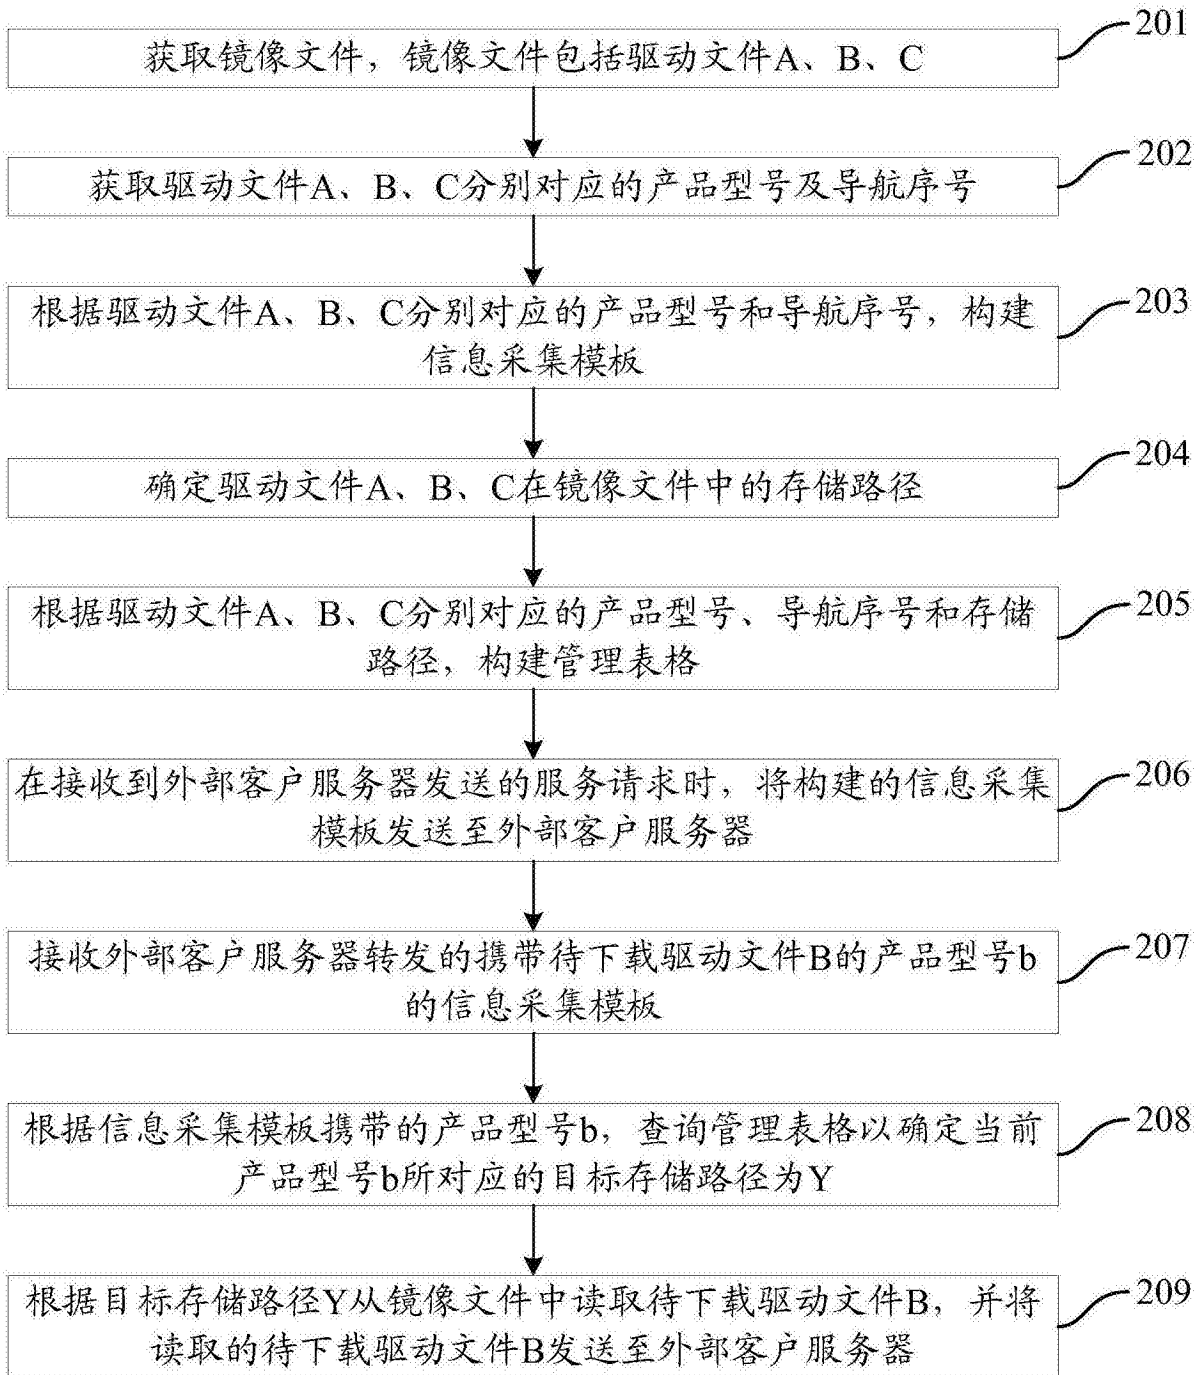 获取镜像文件，镜像文件包括驱动文件A、B、C
201
获取驱动文件A、B、C分别对应的产品型号及导航序号
202
根据驱动文件A、B、C分别对应的产品型号和导航序号，构建
信息采集模板
203
确定驱动文件A、B、C在镜像文件中的存储路径
204
根据驱动文件A、B、C分别对应的产品型号、导航序号和存储
路径，构建管理表格
205
在接收到外部客户服务器发送的服务请求时，将构建的信息采集
模板发送至外部客户服务器
206
接收外部客户服务器转发的携带待下载驱动文件B的产品型号b
的信息采集模板
207
根据信息采集模板携带的产品型号b，查询管理表格以确定当前
产品型号b所对应的目标存储路径为Y
208
根据目标存储路径Y从镜像文件中读取待下载驱动文件B，并将
读取的待下载驱动文件B发送至外部客户服务器
209